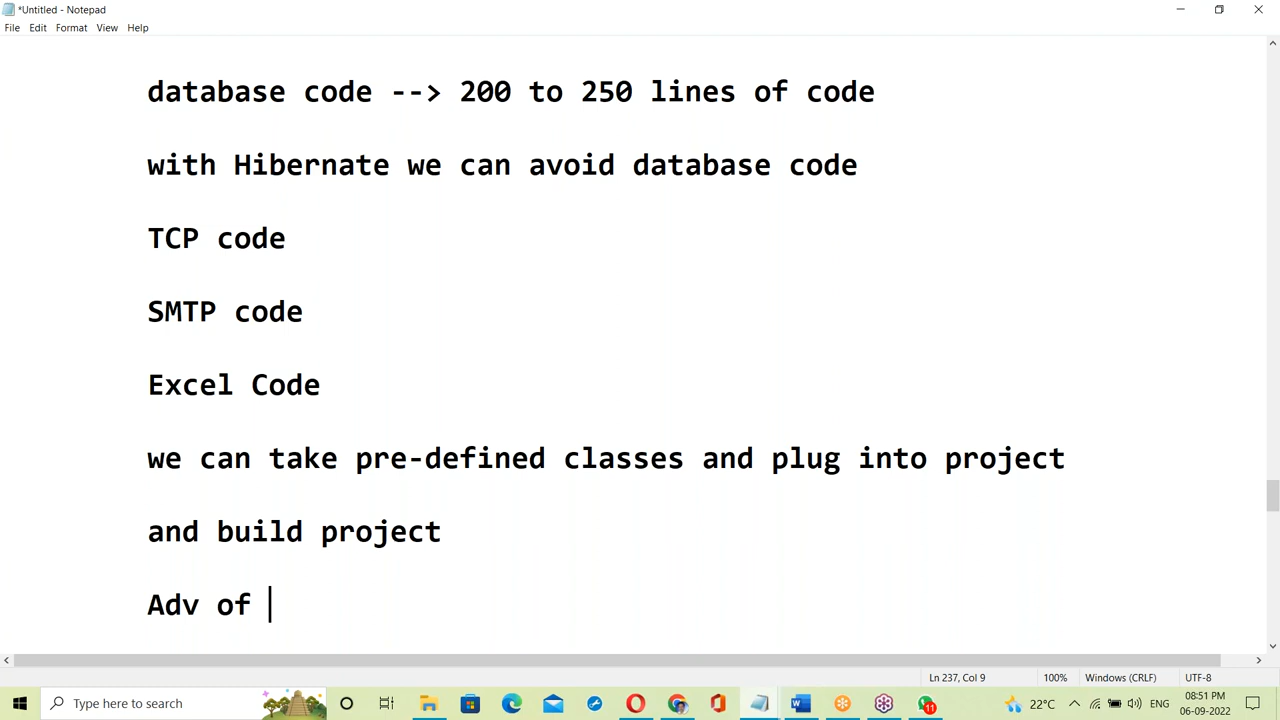 *Untitled - Notepad
File Edit Format View Help
database code --> 200 to 250 lines of code
with Hibernate we can avoid database code
TCP code
SMTP code
Excel Code
we can take pre-defined classes and plug into project
and build project
Adv of
Ln 237, Col 9 100% Windows (CRLF) UTF-8
Type here to search
11
22°C ENG
08:51 PM
06-09-2022